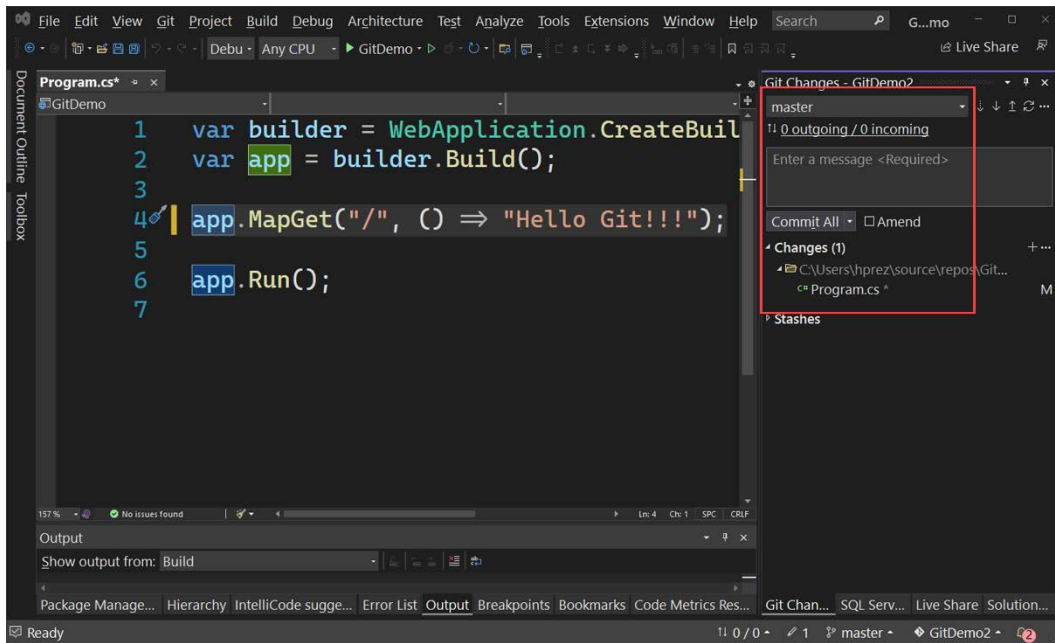 File Edit View Git Project Build Debug Architecture Test Analyze Tools Extensions Window Help Search G...mo
Debu Any CPU GitDemo Live Share
Document Outline
Toolbox
Program.cs*
GitDemo
1 var builder = WebApplication.CreateBuil
2 var app = builder.Build();
3
4 app.MapGet("/", () ⇒ "Hello Git!!!");
5
6 app.Run();
7
157 % No issues found Ln: 4 Ch: 1 SPC CRLF
Output
Show output from: Build
Package Manage... Hierarchy IntelliCode sugge... Error List Output Breakpoints Bookmarks Code Metrics Res...
Git Changes - GitDemo2
master
0 outgoing / 0 incoming
Enter a message <Required>
Commit All Amend
Changes (1)
C:\Users\hprez\source\repos\Git...
C# Program.cs * M
Stashes
Git Chan... SQL Serv... Live Share Solution...
Ready 0 / 0 1 master GitDemo2 2